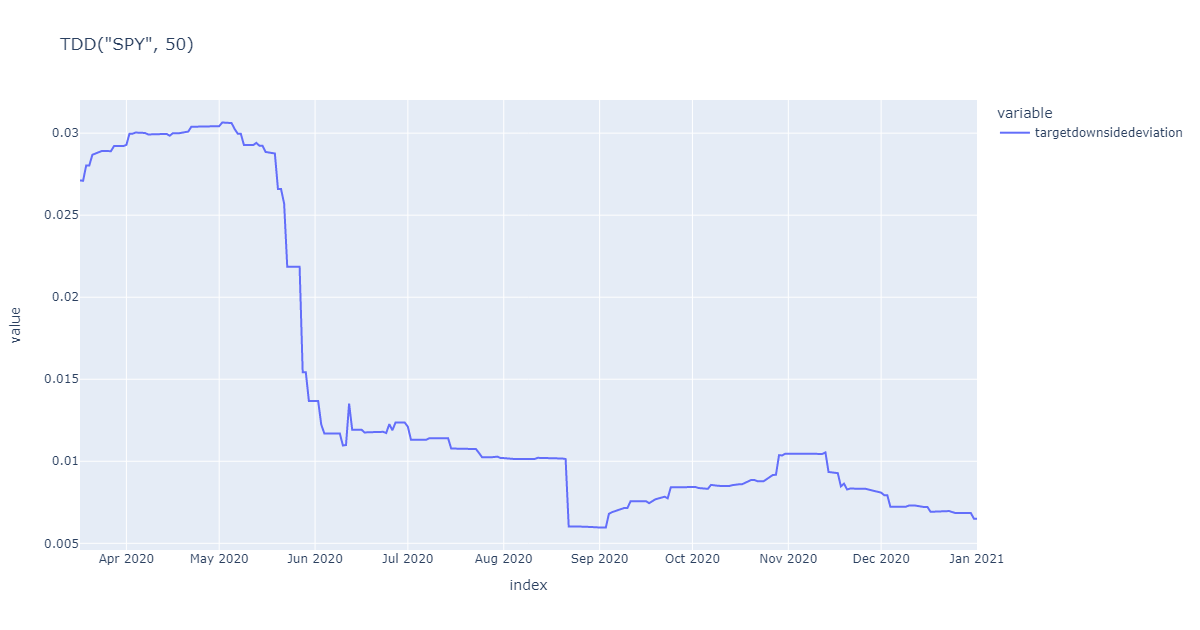 TDD("SPY", 50)
variable
targetdownsidedeviation
value
0.03
0.025
0.02
0.015
0.01
0.005
Apr 2020
May 2020
Jun 2020
Jul 2020
Aug 2020
Sep 2020
Oct 2020
Nov 2020
Dec 2020
Jan 2021
index